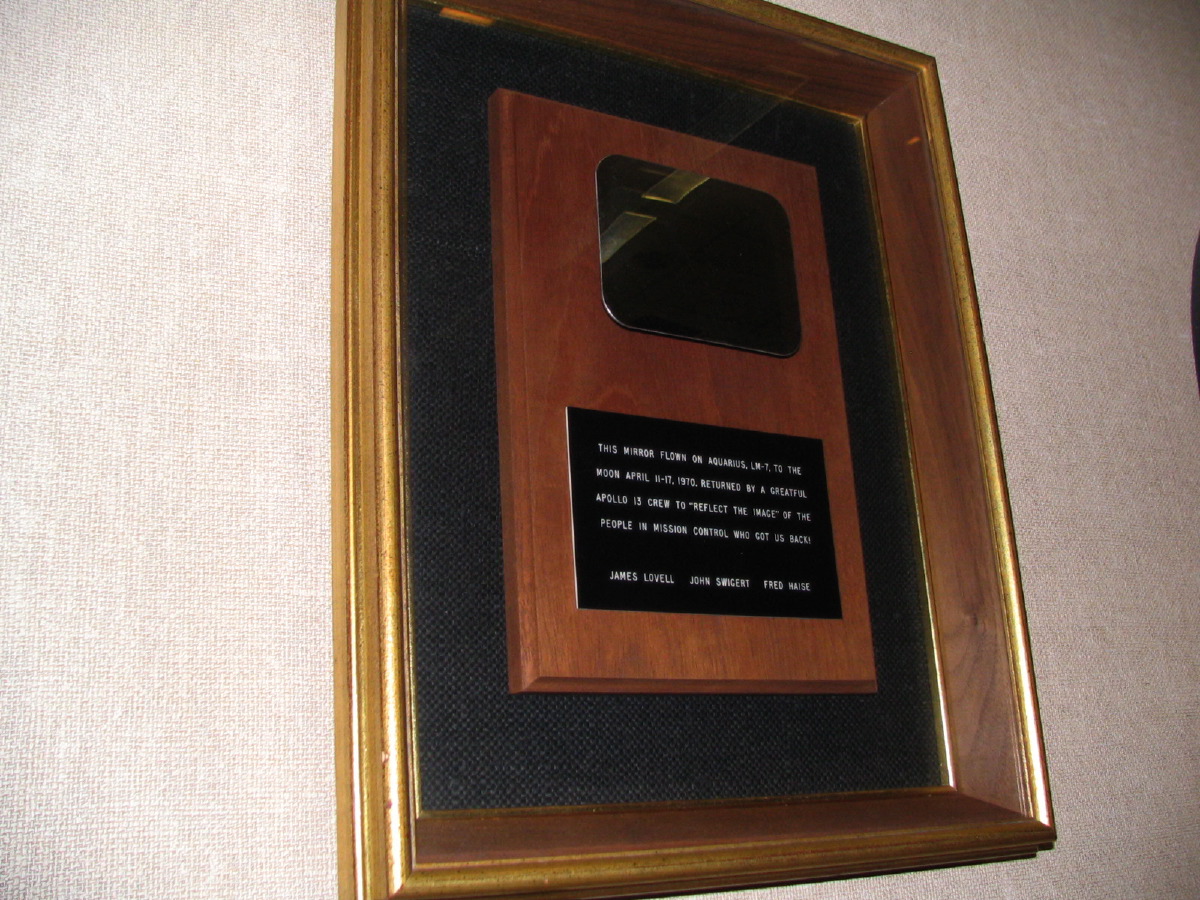 THIS MIRROR FLOWN ON AQUARIUS, LM-7, TO THE
MOON APRIL 11-17, 1970. RETURNED BY A GREATFUL
APOLLO 13 CREW TO "REFLECT THE IMAGE" OF THE
PEOPLE IN MISSION CONTROL WHO GOT US BACK!
JAMES LOVELL JOHN SWIGERT FRED HAISE